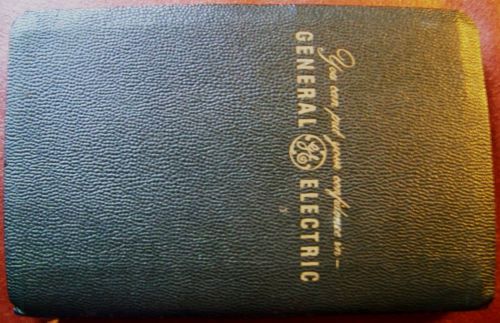 You can put your confidence in—
GENERAL GE ELECTRIC